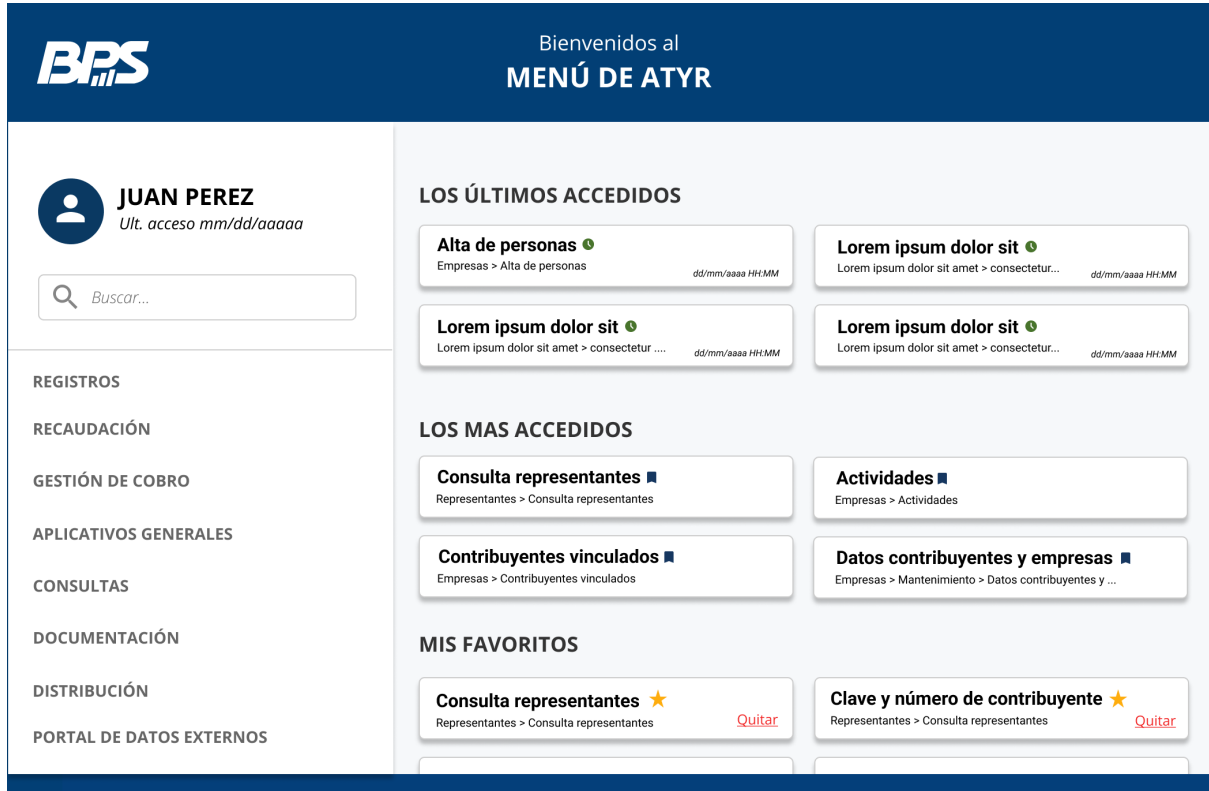 BPS
Bienvenidos al
MENÚ DE ATYR
JUAN PEREZ
Ult. acceso mm/dd/aaaaa
Buscar...
REGISTROS
RECAUDACIÓN
GESTIÓN DE COBRO
APLICATIVOS GENERALES
CONSULTAS
DOCUMENTACIÓN
DISTRIBUCIÓN
PORTAL DE DATOS EXTERNOS
LOS ÚLTIMOS ACCEDIDOS
Alta de personas
Empresas > Alta de personas
dd/mm/aaaa HH:MM
Lorem ipsum dolor sit
Lorem ipsum dolor sit amet > consectetur...
dd/mm/aaaa HH:MM
Lorem ipsum dolor sit
Lorem ipsum dolor sit amet > consectetur ....
dd/mm/aaaa HH:MM
Lorem ipsum dolor sit
Lorem ipsum dolor sit amet > consectetur...
dd/mm/aaaa HH:MM
LOS MAS ACCEDIDOS
Consulta representantes
Representantes > Consulta representantes
Actividades
Empresas > Actividades
Contribuyentes vinculados
Empresas > Contribuyentes vinculados
Datos contribuyentes y empresas
Empresas > Mantenimiento > Datos contribuyentes y ...
MIS FAVORITOS
Consulta representantes
Representantes > Consulta representantes
Quitar
Clave y número de contribuyente
Representantes > Consulta representantes
Quitar